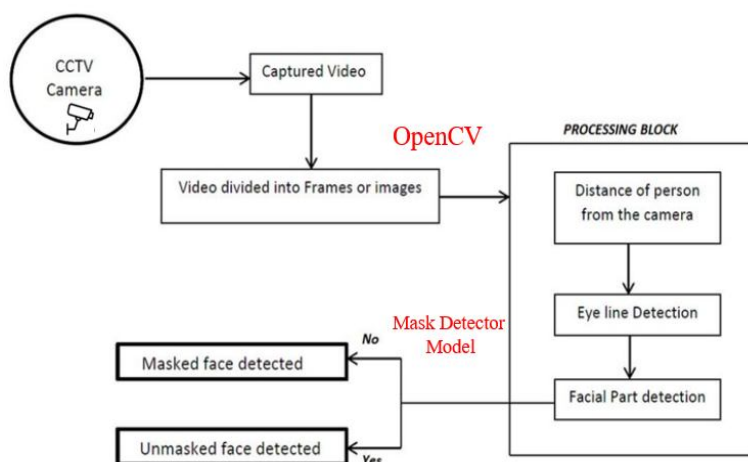 CCTV
Camera
Captured Video
OpenCV
PROCESSING BLOCK
Video divided into Frames or images
Distance of person
from the camera
Eye line Detection
Mask Detector
Model
No
Masked face detected
Facial Part detection
Unmasked face detected
Yes